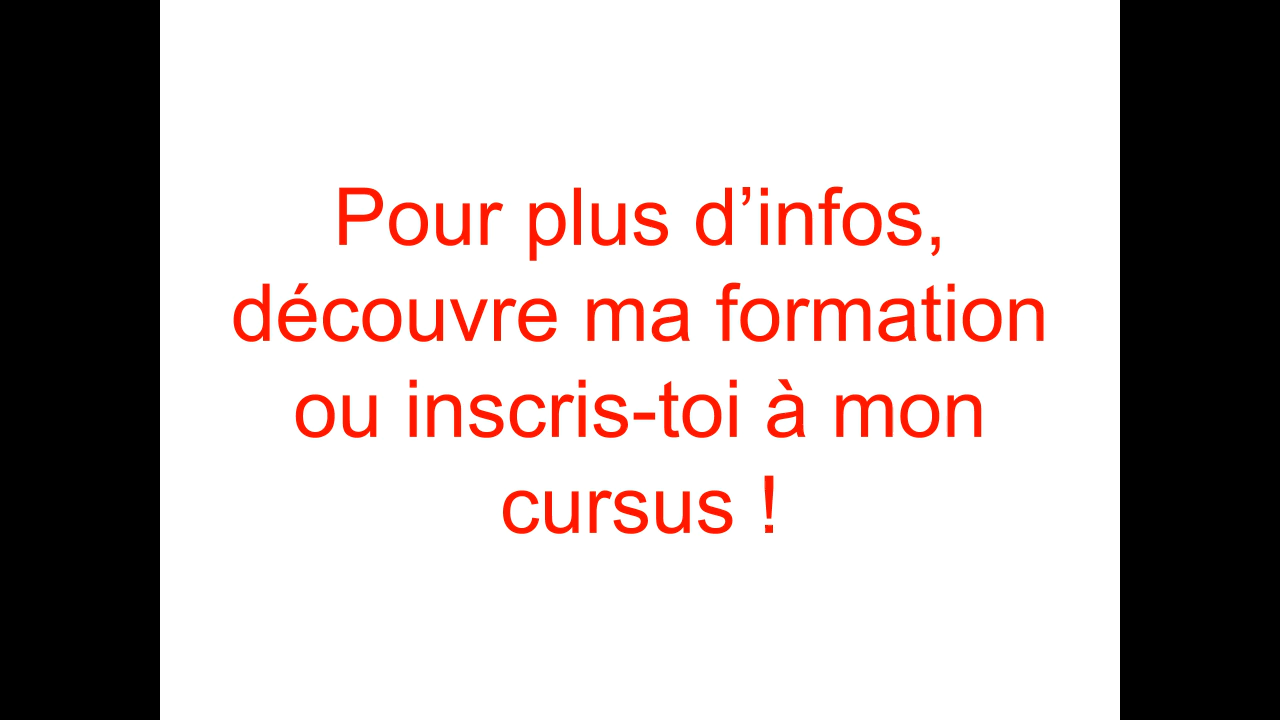 Pour plus d’infos,
découvre ma formation
ou inscris-toi à mon
cursus !